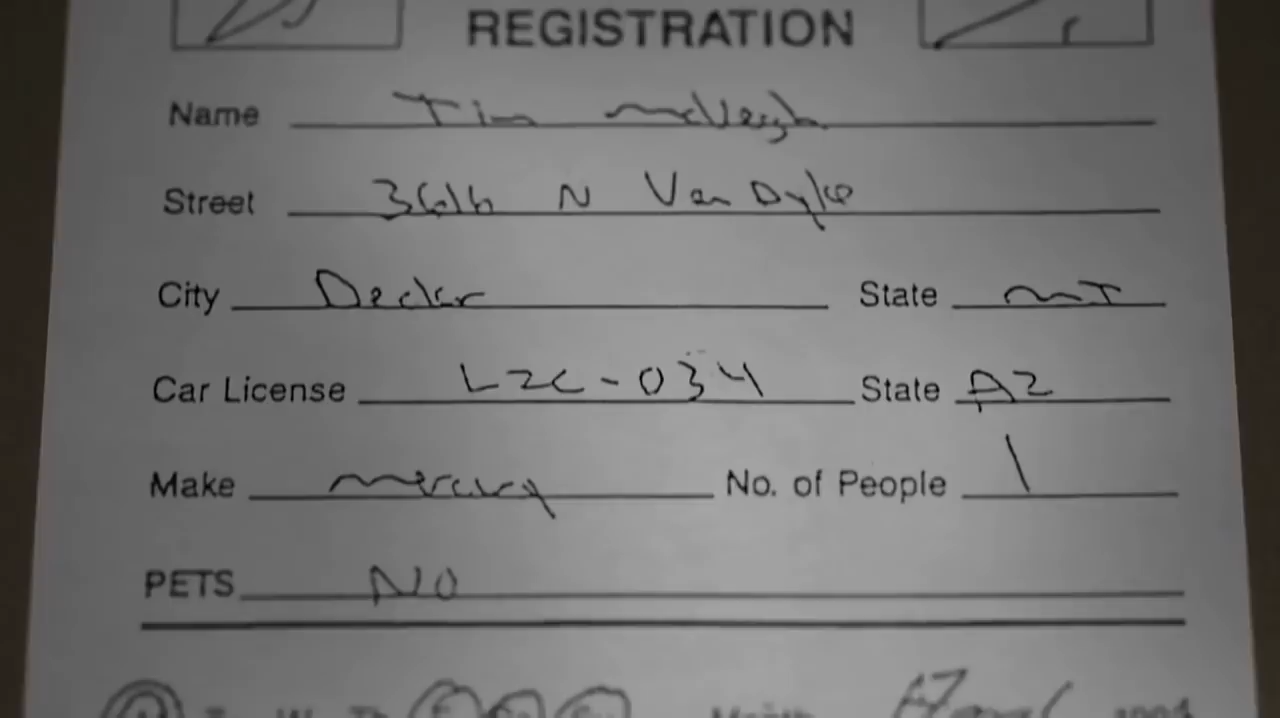 REGISTRATION
Name Tim McVeigh
Street 3616 N Van Dyke
City Decker State MI
Car License LZC-034 State AZ
Make mercury No. of People 1
PETS NO